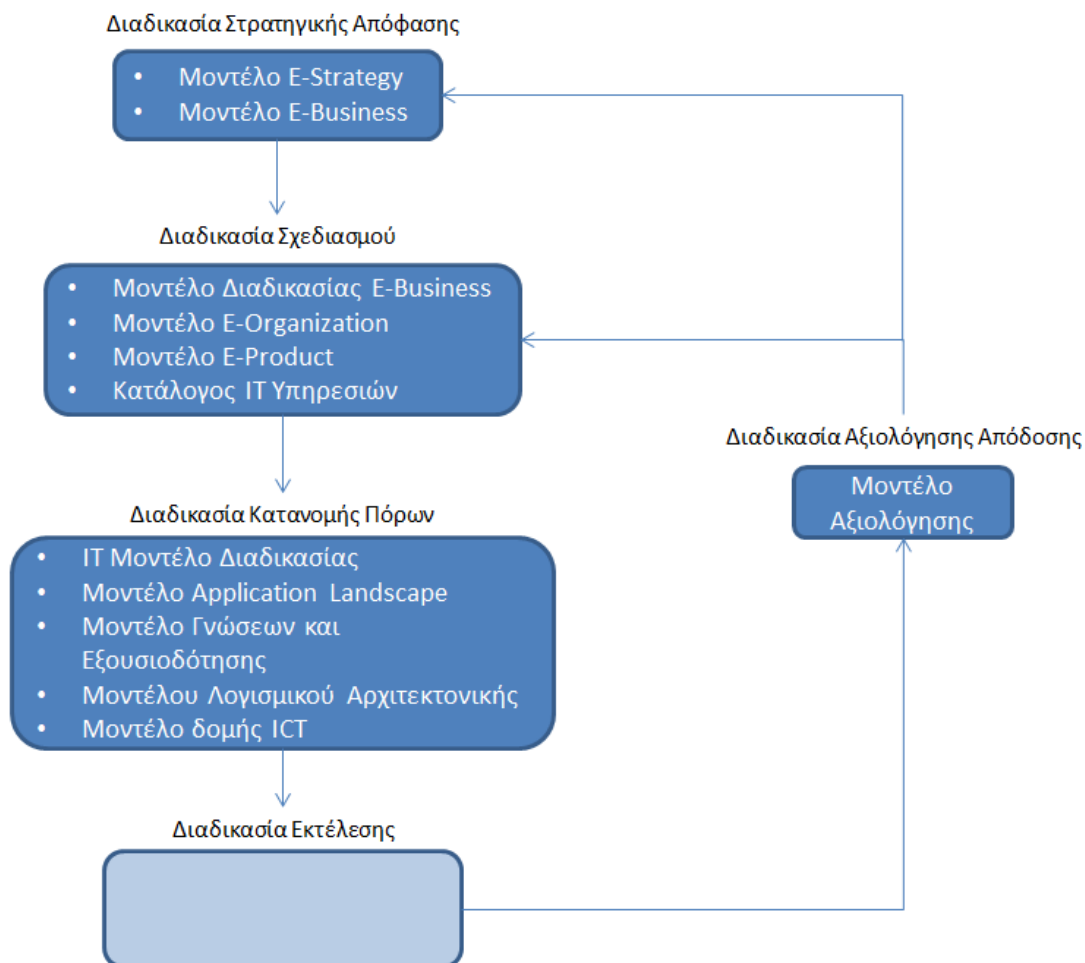 Διαδικασία Στρατηγικής Απόφασης
• Μοντέλο E-Strategy
• Μοντέλο E-Business
Διαδικασία Σχεδιασμού
• Μοντέλο Διαδικασίας E-Business
• Μοντέλο E-Organization
• Μοντέλο E-Product
• Κατάλογος IT Υπηρεσιών
Διαδικασία Κατανομής Πόρων
• IT Μοντέλο Διαδικασίας
• Μοντέλο Application Landscape
• Μοντέλο Γνώσεων και
Εξουσιοδότησης
• Μοντέλου Λογισμικού Αρχιτεκτονικής
• Μοντέλο δομής ICT
Διαδικασία Εκτέλεσης
Διαδικασία Αξιολόγησης Απόδοσης
Μοντέλο
Αξιολόγησης